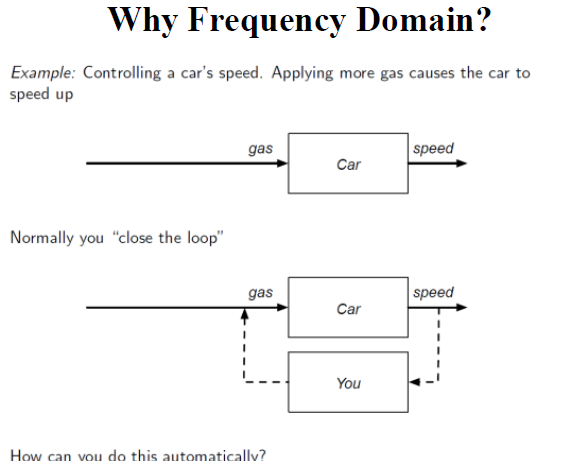 Why Frequency Domain?
Example: Controlling a car's speed. Applying more gas causes the car to
speed up
gas
Car
speed
Normally you “close the loop”
gas
Car
speed
You
How can you do this automatically?